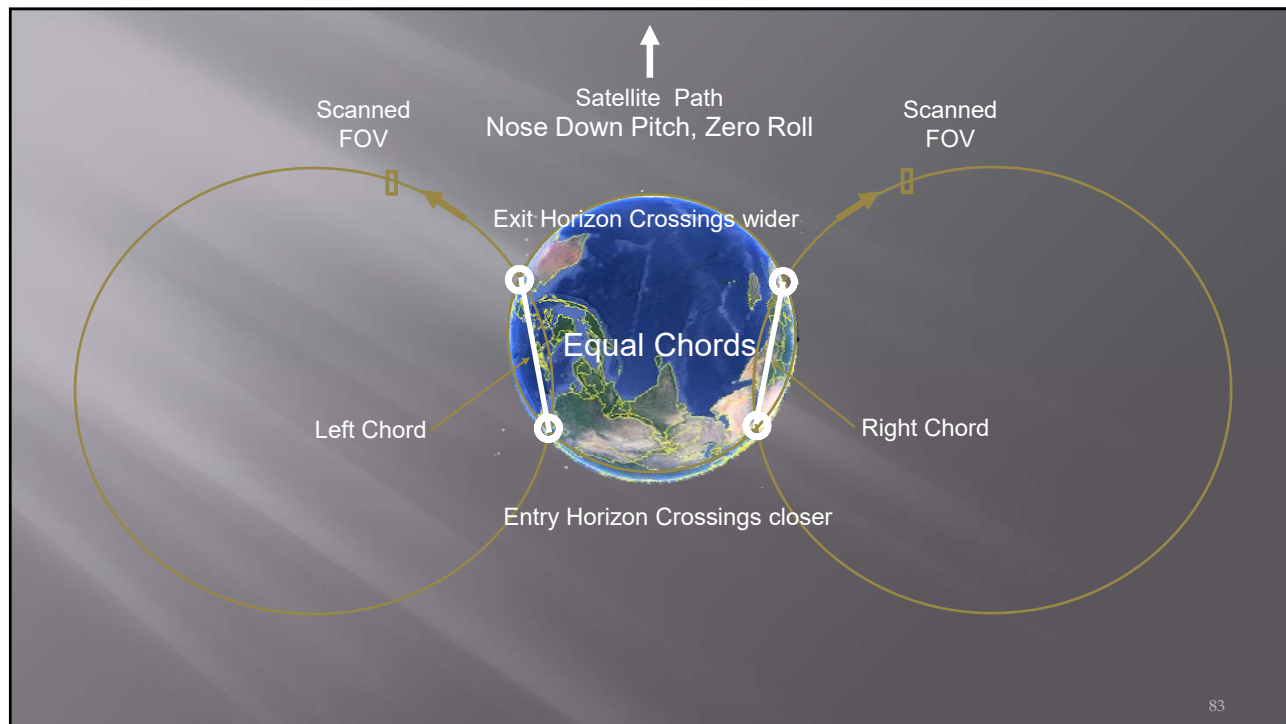 Satellite Path
Nose Down Pitch, Zero Roll
Scanned
FOV
Scanned
FOV
Exit Horizon Crossings wider
Equal Chords
Left Chord
Right Chord
Entry Horizon Crossings closer
83